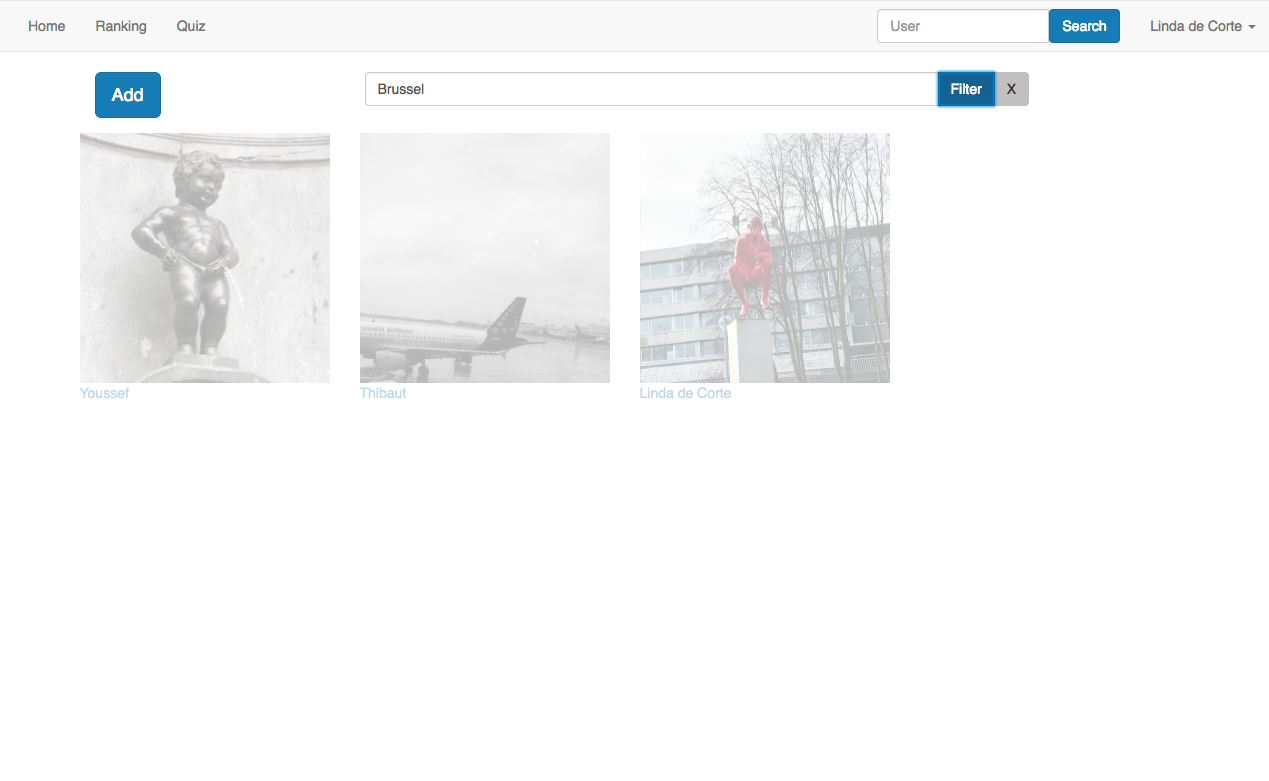 Home Ranking Quiz User Search Linda de Corte
Add Brussel Filter X
Youssef Thibaut Linda de Corte